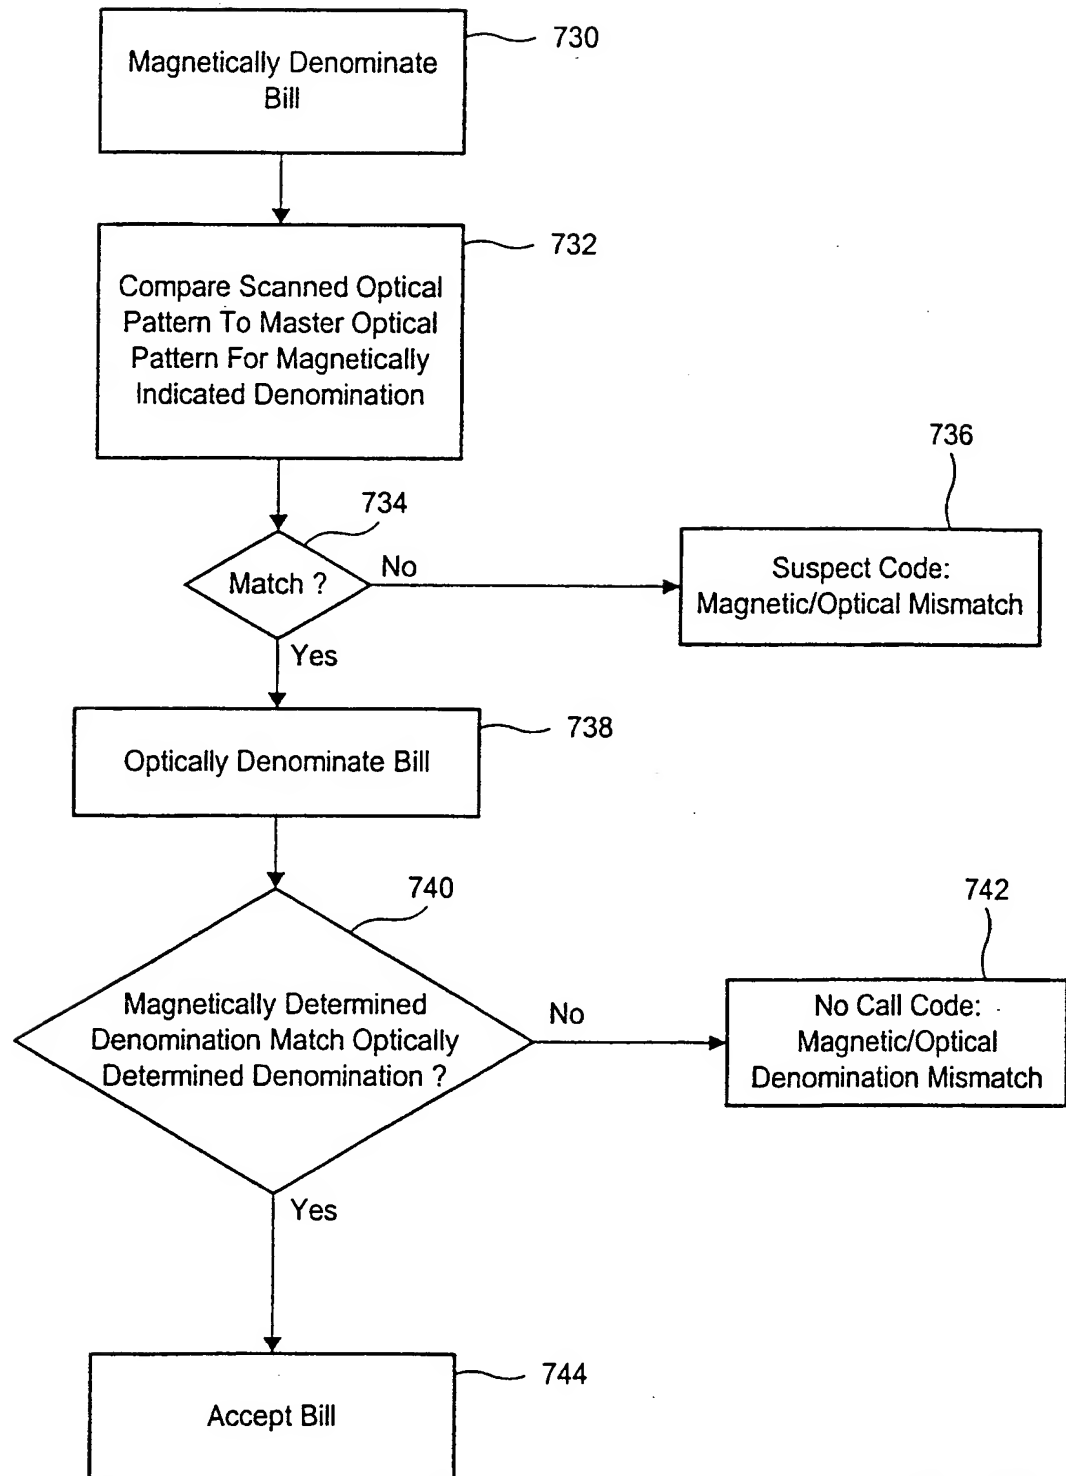 730
Magnetically Denominate
Bill
732
Compare Scanned Optical
Pattern To Master Optical
Pattern For Magnetically
Indicated Denomination
734
Match ?
No
736
Suspect Code:
Magnetic/Optical Mismatch
Yes
738
Optically Denominate Bill
740
Magnetically Determined
Denomination Match Optically
Determined Denomination ?
No
742
No Call Code:
Magnetic/Optical
Denomination Mismatch
Yes
744
Accept Bill